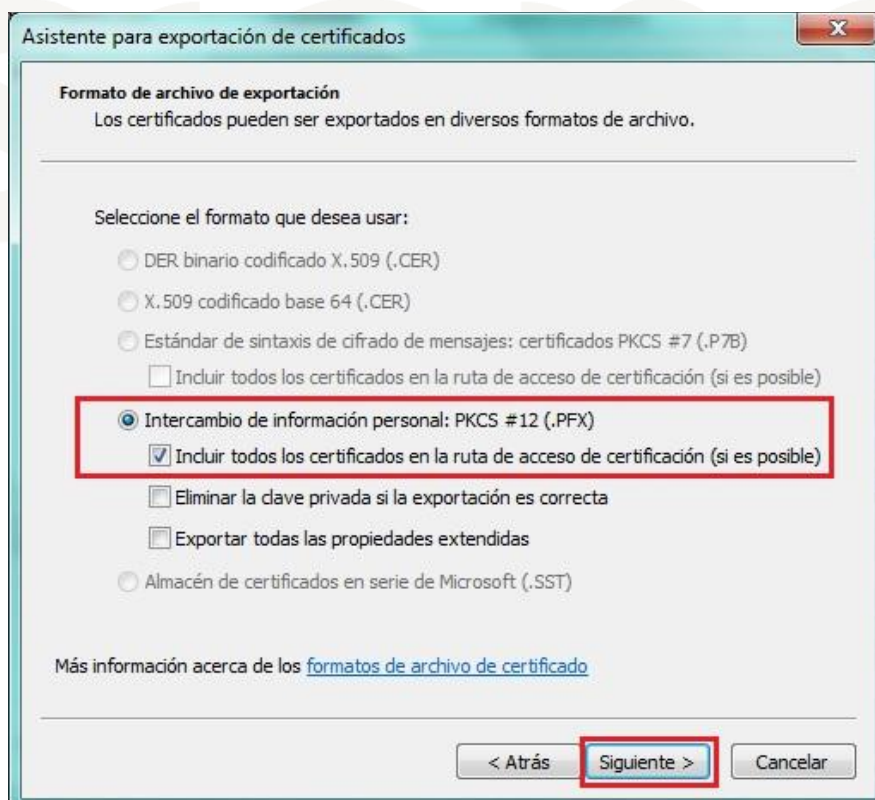 Asistente para exportación de certificados
Formato de archivo de exportación
Los certificados pueden ser exportados en diversos formatos de archivo.
Seleccione el formato que desea usar:
DER binario codificado X.509 (.CER)
X.509 codificado base 64 (.CER)
Estándar de sintaxis de cifrado de mensajes: certificados PKCS #7 (.P7B)
Incluir todos los certificados en la ruta de acceso de certificación (si es posible)
Intercambio de información personal: PKCS #12 (.PFX)
Incluir todos los certificados en la ruta de acceso de certificación (si es posible)
Eliminar la clave privada si la exportación es correcta
Exportar todas las propiedades extendidas
Almacén de certificados en serie de Microsoft (.SST)
Más información acerca de los formatos de archivo de certificado
< Atrás Siguiente > Cancelar